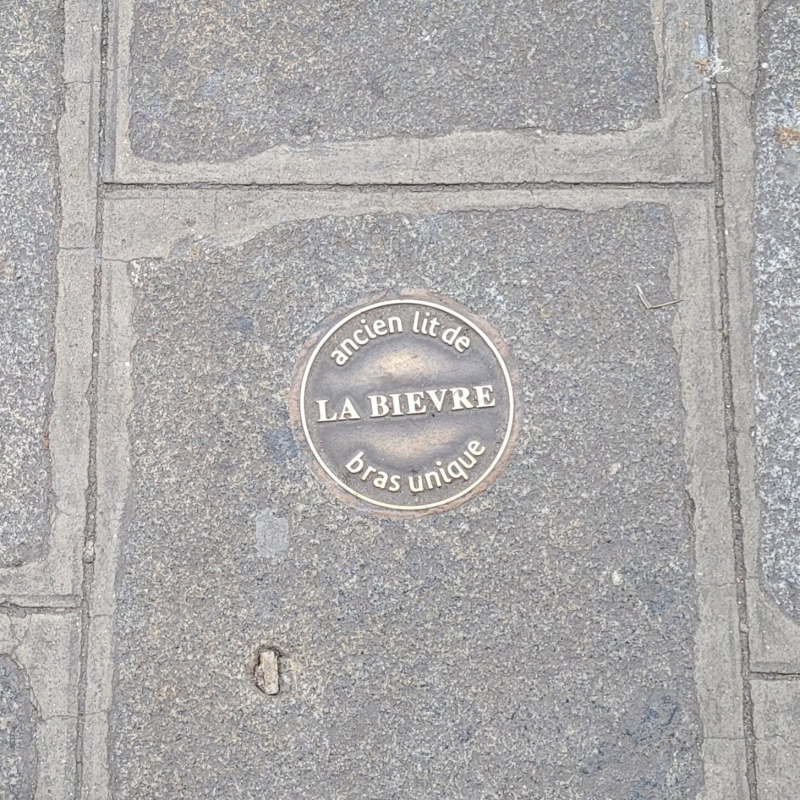 ancien lit de
LA BIEVRE
bras unique